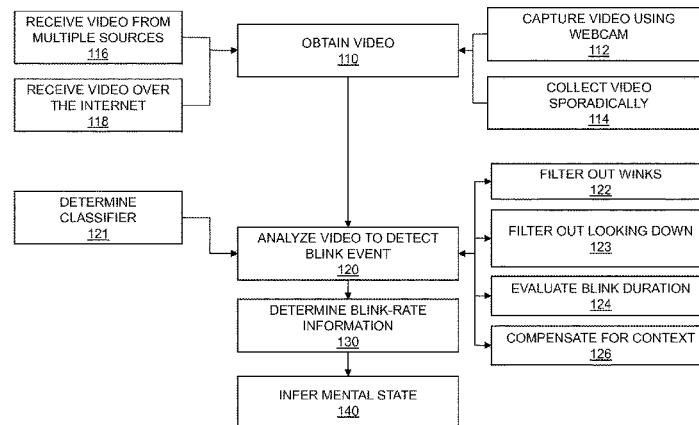 RECEIVE VIDEO FROM
MULTIPLE SOURCES
116
RECEIVE VIDEO OVER
THE INTERNET
118
OBTAIN VIDEO
110
CAPTURE VIDEO USING
WEBCAM
112
COLLECT VIDEO
SPORADICALLY
114
DETERMINE
CLASSIFIER
121
ANALYZE VIDEO TO DETECT
BLINK EVENT
120
FILTER OUT WINKS
122
FILTER OUT LOOKING DOWN
123
EVALUATE BLINK DURATION
124
COMPENSATE FOR CONTEXT
126
DETERMINE BLINK-RATE
INFORMATION
130
INFER MENTAL STATE
140